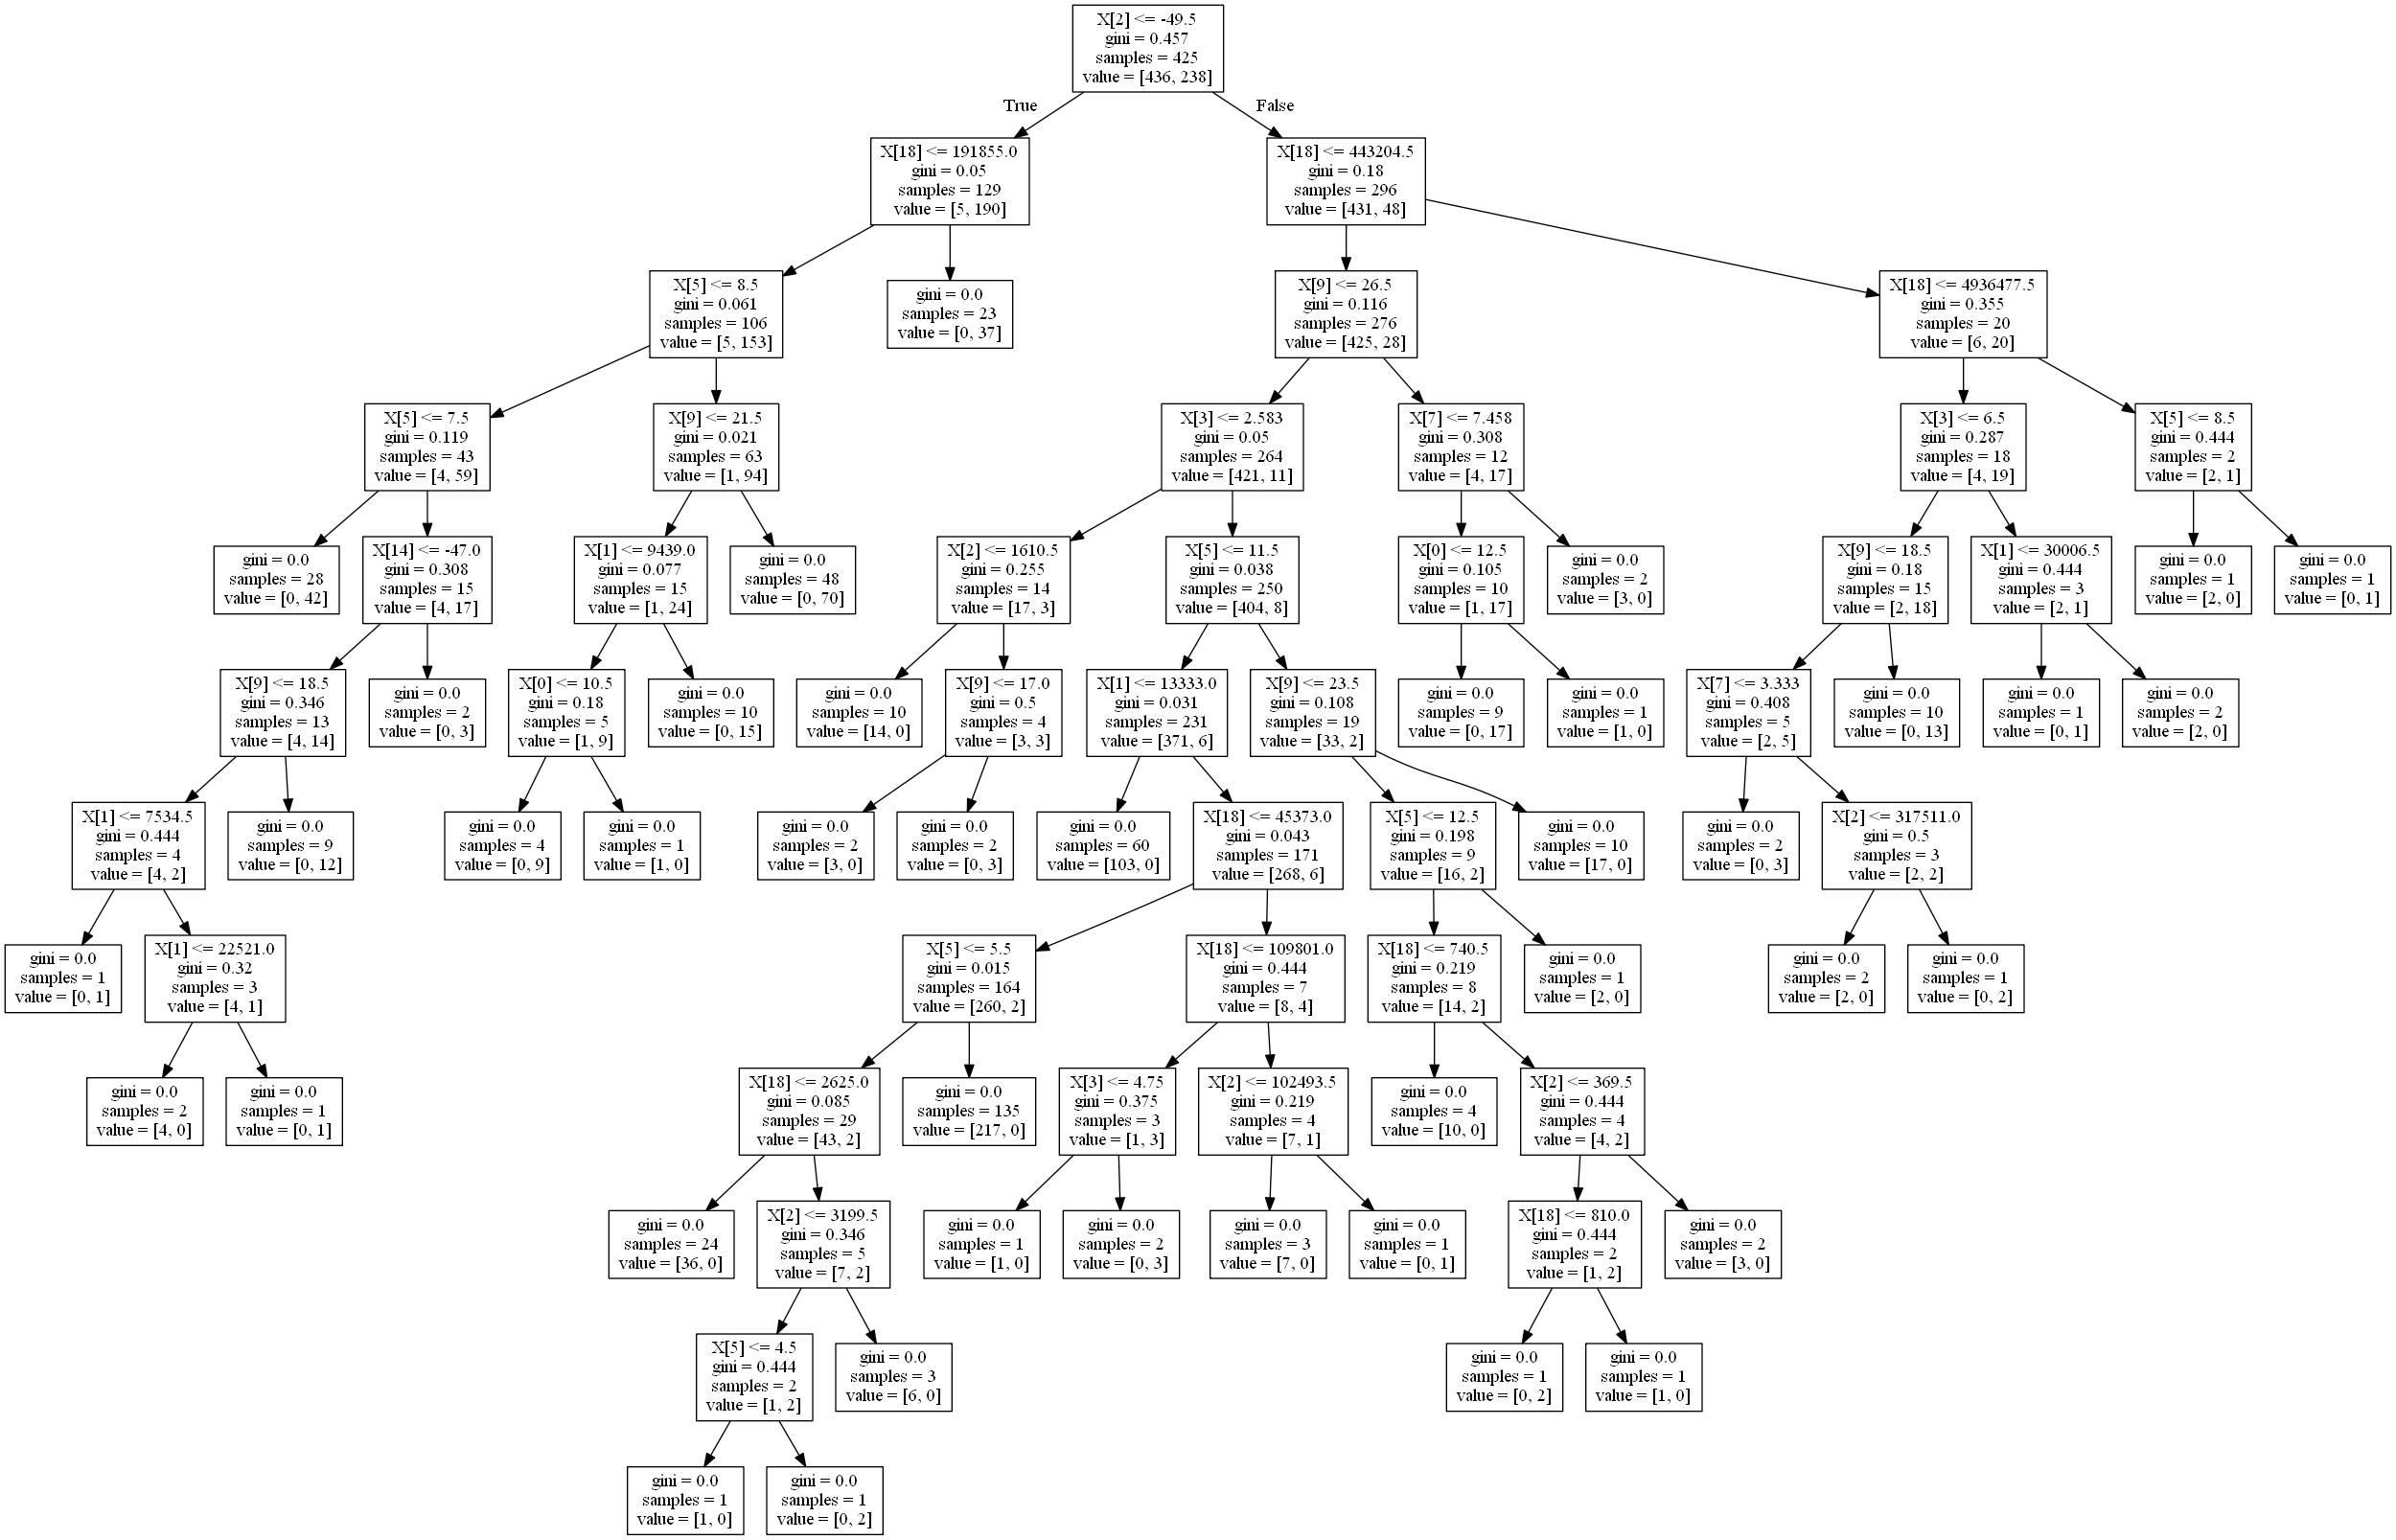 X[2] <= -49.5
gini = 0.457
samples = 425
value = [436, 238]
True
False
X[18] <= 191855.0
gini = 0.05
samples = 129
value = [5, 190]
X[18] <= 443204.5
gini = 0.18
samples = 296
value = [431, 48]
X[5] <= 8.5
gini = 0.061
samples = 106
value = [5, 153]
gini = 0.0
samples = 23
value = [0, 37]
X[9] <= 26.5
gini = 0.116
samples = 276
value = [425, 28]
X[18] <= 4936477.5
gini = 0.355
samples = 20
value = [6, 20]
X[5] <= 7.5
gini = 0.119
samples = 43
value = [4, 59]
X[9] <= 21.5
gini = 0.021
samples = 63
value = [1, 94]
X[3] <= 2.583
gini = 0.05
samples = 264
value = [421, 11]
X[7] <= 7.458
gini = 0.308
samples = 12
value = [4, 17]
X[3] <= 6.5
gini = 0.287
samples = 18
value = [4, 19]
X[5] <= 8.5
gini = 0.444
samples = 2
value = [2, 1]
gini = 0.0
samples = 28
value = [0, 42]
X[14] <= -47.0
gini = 0.308
samples = 15
value = [4, 17]
X[1] <= 9439.0
gini = 0.077
samples = 15
value = [1, 24]
gini = 0.0
samples = 48
value = [0, 70]
X[2] <= 1610.5
gini = 0.255
samples = 14
value = [17, 3]
X[5] <= 11.5
gini = 0.038
samples = 250
value = [404, 8]
X[0] <= 12.5
gini = 0.105
samples = 10
value = [1, 17]
gini = 0.0
samples = 2
value = [3, 0]
X[9] <= 18.5
gini = 0.18
samples = 15
value = [2, 18]
X[1] <= 30006.5
gini = 0.444
samples = 3
value = [2, 1]
gini = 0.0
samples = 1
value = [2, 0]
gini = 0.0
samples = 1
value = [0, 1]
X[9] <= 18.5
gini = 0.346
samples = 13
value = [4, 14]
gini = 0.0
samples = 2
value = [0, 3]
X[0] <= 10.5
gini = 0.18
samples = 5
value = [1, 9]
gini = 0.0
samples = 10
value = [0, 15]
gini = 0.0
samples = 10
value = [14, 0]
X[9] <= 17.0
gini = 0.5
samples = 4
value = [3, 3]
X[1] <= 13333.0
gini = 0.031
samples = 231
value = [371, 6]
X[9] <= 23.5
gini = 0.108
samples = 19
value = [33, 2]
gini = 0.0
samples = 9
value = [0, 17]
gini = 0.0
samples = 1
value = [1, 0]
X[7] <= 3.333
gini = 0.408
samples = 5
value = [2, 5]
gini = 0.0
samples = 10
value = [0, 13]
gini = 0.0
samples = 1
value = [0, 1]
gini = 0.0
samples = 2
value = [2, 0]
X[1] <= 7534.5
gini = 0.444
samples = 4
value = [4, 2]
gini = 0.0
samples = 9
value = [0, 12]
gini = 0.0
samples = 4
value = [0, 9]
gini = 0.0
samples = 1
value = [1, 0]
gini = 0.0
samples = 2
value = [3, 0]
gini = 0.0
samples = 2
value = [0, 3]
gini = 0.0
samples = 60
value = [103, 0]
X[18] <= 45373.0
gini = 0.043
samples = 171
value = [268, 6]
X[5] <= 12.5
gini = 0.198
samples = 9
value = [16, 2]
gini = 0.0
samples = 10
value = [17, 0]
gini = 0.0
samples = 2
value = [0, 3]
X[2] <= 317511.0
gini = 0.5
samples = 3
value = [2, 2]
gini = 0.0
samples = 1
value = [0, 1]
X[1] <= 22521.0
gini = 0.32
samples = 3
value = [4, 1]
X[5] <= 5.5
gini = 0.015
samples = 164
value = [260, 2]
X[18] <= 109801.0
gini = 0.444
samples = 7
value = [8, 4]
X[18] <= 740.5
gini = 0.219
samples = 8
value = [14, 2]
gini = 0.0
samples = 1
value = [2, 0]
gini = 0.0
samples = 2
value = [2, 0]
gini = 0.0
samples = 1
value = [0, 2]
gini = 0.0
samples = 2
value = [4, 0]
gini = 0.0
samples = 1
value = [0, 1]
X[18] <= 2625.0
gini = 0.085
samples = 29
value = [43, 2]
gini = 0.0
samples = 135
value = [217, 0]
X[3] <= 4.75
gini = 0.375
samples = 3
value = [1, 3]
X[2] <= 102493.5
gini = 0.219
samples = 4
value = [7, 1]
gini = 0.0
samples = 4
value = [10, 0]
X[2] <= 369.5
gini = 0.444
samples = 4
value = [4, 2]
gini = 0.0
samples = 24
value = [36, 0]
X[2] <= 3199.5
gini = 0.346
samples = 5
value = [7, 2]
gini = 0.0
samples = 1
value = [1, 0]
gini = 0.0
samples = 2
value = [0, 3]
gini = 0.0
samples = 3
value = [7, 0]
gini = 0.0
samples = 1
value = [0, 1]
X[18] <= 810.0
gini = 0.444
samples = 2
value = [1, 2]
gini = 0.0
samples = 2
value = [3, 0]
X[5] <= 4.5
gini = 0.444
samples = 2
value = [1, 2]
gini = 0.0
samples = 3
value = [6, 0]
gini = 0.0
samples = 1
value = [0, 2]
gini = 0.0
samples = 1
value = [1, 0]
gini = 0.0
samples = 1
value = [1, 0]
gini = 0.0
samples = 1
value = [0, 2]